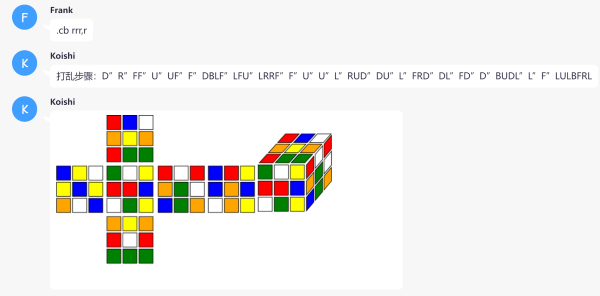 F
Frank
.cb rrr,r
K
Koishi
打乱步骤：D” R” FF” U” UF” F” DBLF” LFU” LRRF” F” U” U” L” RUD” DU” L” FRD” DL” FD” D” BUDL” L” F” LULBFRL
K
Koishi